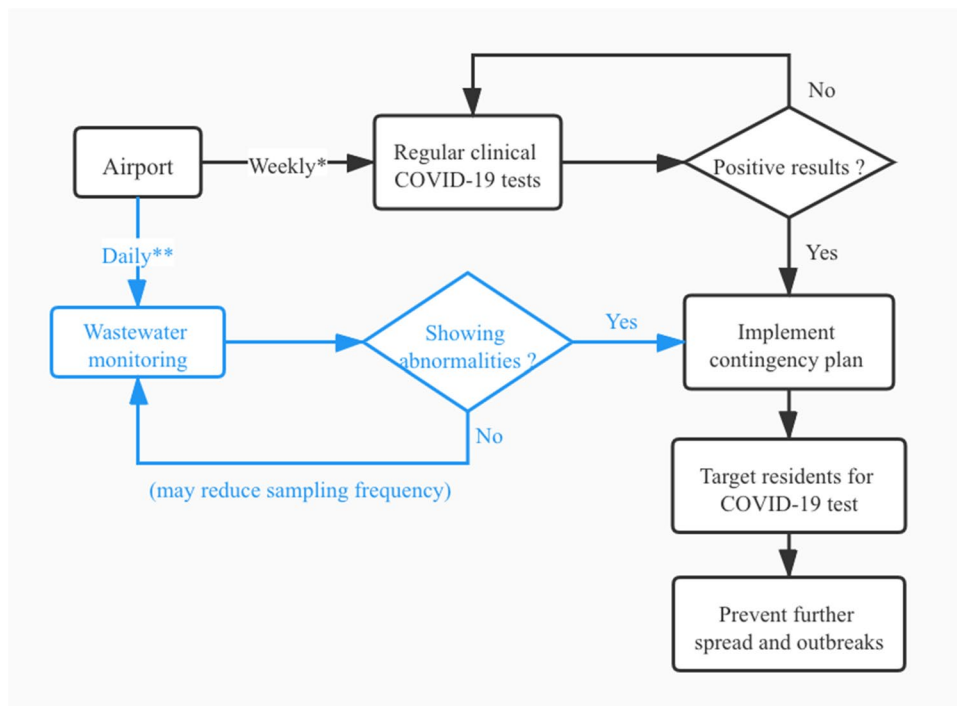 No
Airport
Weekly*
Regular clinical
COVID-19 tests
Positive results ?
Daily**
Yes
Wastewater
monitoring
Showing
abnormalities ?
Yes
Implement
contingency plan
No
(may reduce sampling frequency)
Target residents for
COVID-19 test
Prevent further
spread and outbreaks